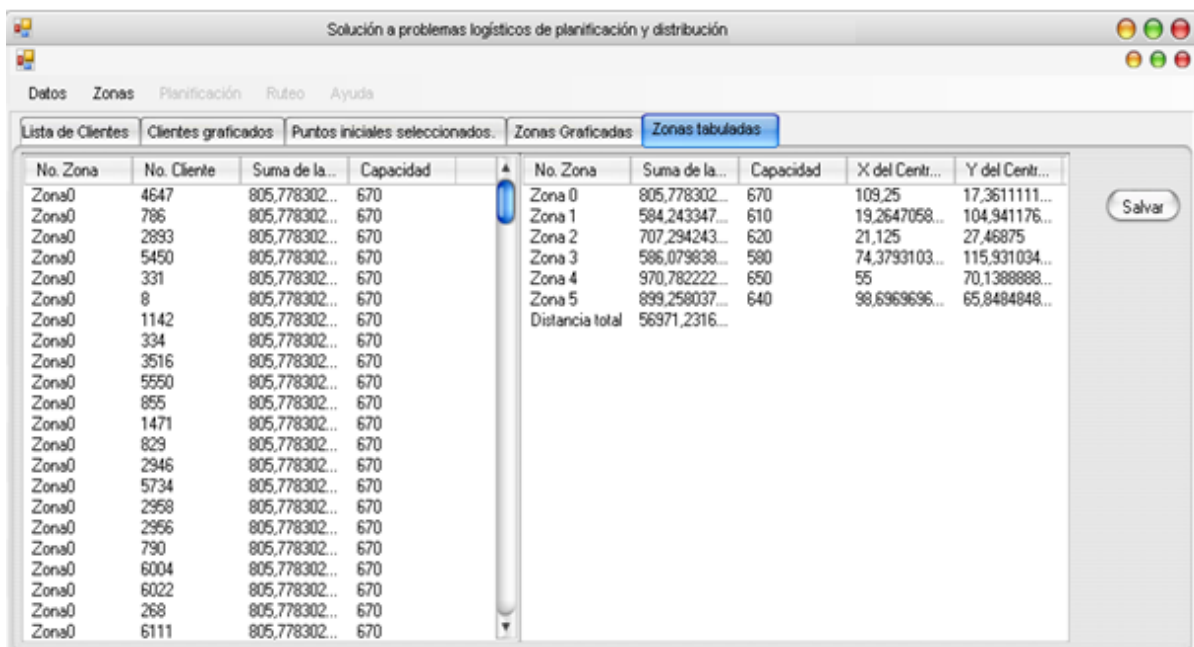 Solución a problemas logísticos de planificación y distribución
Datos Zonas Planificación Ruteo Ayuda
Lista de Clientes Clientes graficados Puntos iniciales seleccionados. Zonas Graficadas Zonas tabuladas
No. Zona No. Cliente Suma de la... Capacidad No. Zona Suma de la... Capacidad X del Centr... Y del Centr...
Zona0 4647 805,778302... 670 Zona 0 805,778302... 670 109,25 17,3611111...
Salvar
Zona0 786 805,778302... 670 Zona 1 584,243347... 610 19,2647058... 104,941176...
Zona0 2893 805,778302... 670 Zona 2 707,294243... 620 21,125 27,46875
Zona0 5450 805,778302... 670 Zona 3 586,079838... 580 74,3793103... 115,931034...
Zona0 331 805,778302... 670 Zona 4 970,782222... 650 55 70,1388888...
Zona0 8 805,778302... 670 Zona 5 899,258037... 640 98,6969696... 65,8484848...
Zona0 1142 805,778302... 670 Distancia total 56971,2316...
Zona0 334 805,778302... 670
Zona0 3516 805,778302... 670
Zona0 5550 805,778302... 670
Zona0 855 805,778302... 670
Zona0 1471 805,778302... 670
Zona0 829 805,778302... 670
Zona0 2946 805,778302... 670
Zona0 5734 805,778302... 670
Zona0 2958 805,778302... 670
Zona0 2956 805,778302... 670
Zona0 790 805,778302... 670
Zona0 6004 805,778302... 670
Zona0 6022 805,778302... 670
Zona0 268 805,778302... 670
Zona0 6111 805,778302... 670